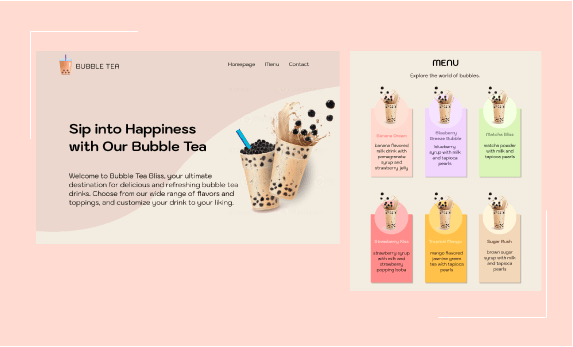 BUBBLE TEA
Homepage Menu Contact
Sip into Happiness
with Our Bubble Tea
Welcome to Bubble Tea Bliss, your ultimate
destination for delicious and refreshing bubble tea
drinks. Choose from our wide range of flavors and
toppings, and customize your drink to your liking.
MENU
Explore the world of bubbles.
Banana Dream
banana flavored
milk drink with
pomegranate
syrup and
strawberry jelly
Blueberry
Breeze Bubble
blueberry
syrup with milk
and tapioca
pearls
Matcha Bliss
matcha powder
with milk and
tapioca pearls
Strawberry Bliss
strawberry syrup
with milk and
strawberry
popping boba
Mango
mango flavored
jasmine green
tea with tapioca
pearls
Sugar Rush
brown sugar
syrup with milk
and tapioca
pearls